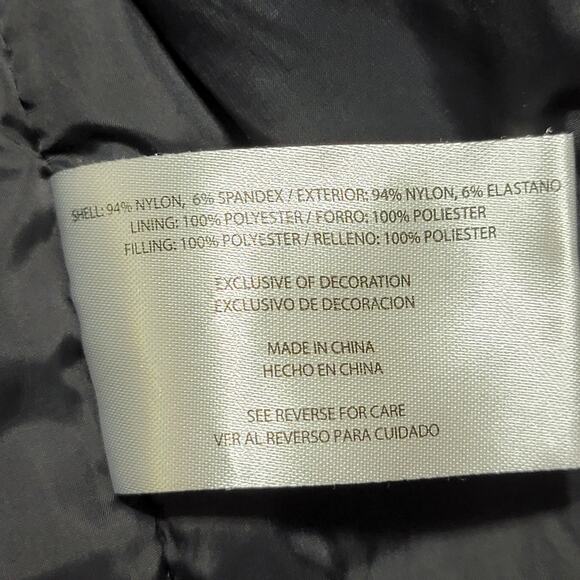 SHELL: 94% NYLON, 6% SPANDEX / EXTERIOR: 94% NYLON, 6% ELASTANO
LINING: 100% POLYESTER / FORRO: 100% POLIESTER
FILLING: 100% POLYESTER / RELLENO: 100% POLIESTER
EXCLUSIVE OF DECORATION
EXCLUSIVO DE DECORACION
MADE IN CHINA
HECHO EN CHINA
SEE REVERSE FOR CARE
VER AL REVERSO PARA CUIDADO